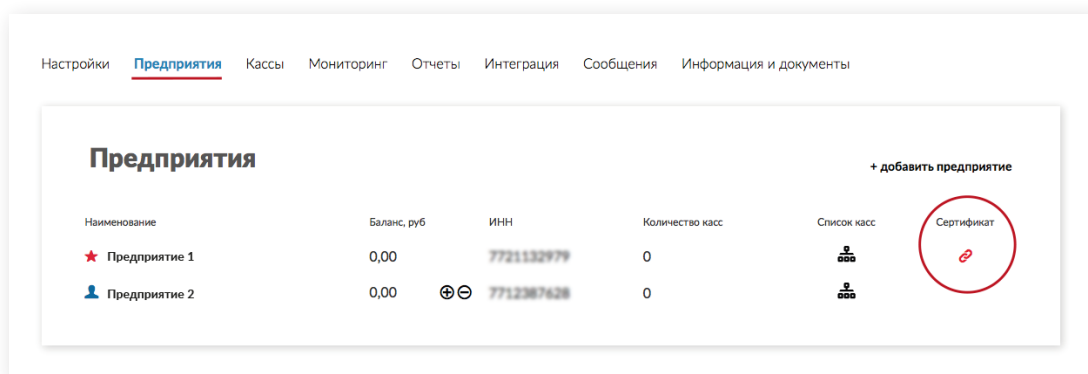 Настройки Предприятия Кассы Мониторинг Отчеты Интеграция Сообщения Информация и документы
Предприятия
+ добавить предприятие
Наименование Баланс, руб ИНН Количество касс Список касс Сертификат
Предприятие 1 0,00 0
Предприятие 2 0,00 0